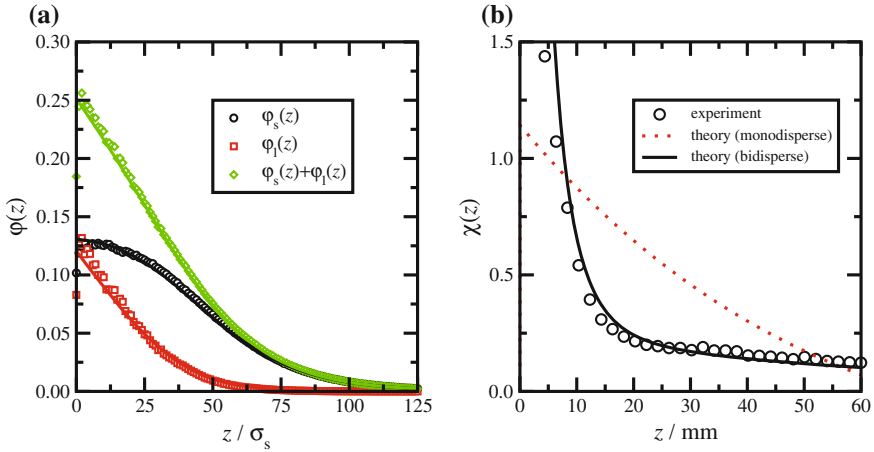 (a)
0.30
0.25
0.20
0.15
0.10
0.05
0.00
φ(z)
φs(z)
φl(z)
φs(z)+φl(z)
0 25 50 75 100 125
z / σs
(b)
1.5
1.0
0.5
0.0
χ(z)
experiment
theory (monodisperse)
theory (bidisperse)
0 10 20 30 40 50 60
z / mm